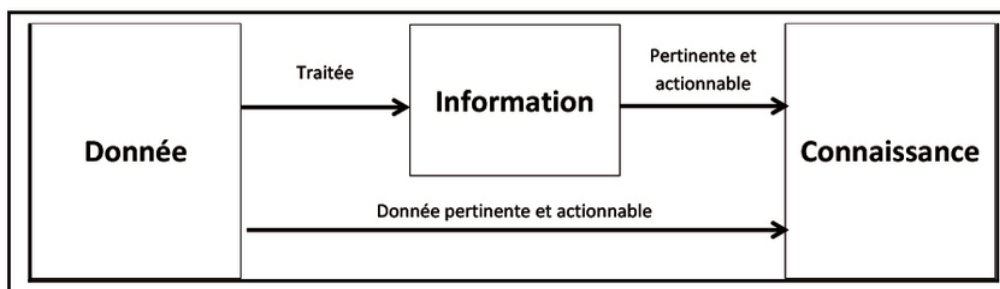 Donnée
Traitée
Information
Pertinente et
actionnable
Connaissance
Donnée pertinente et actionnable